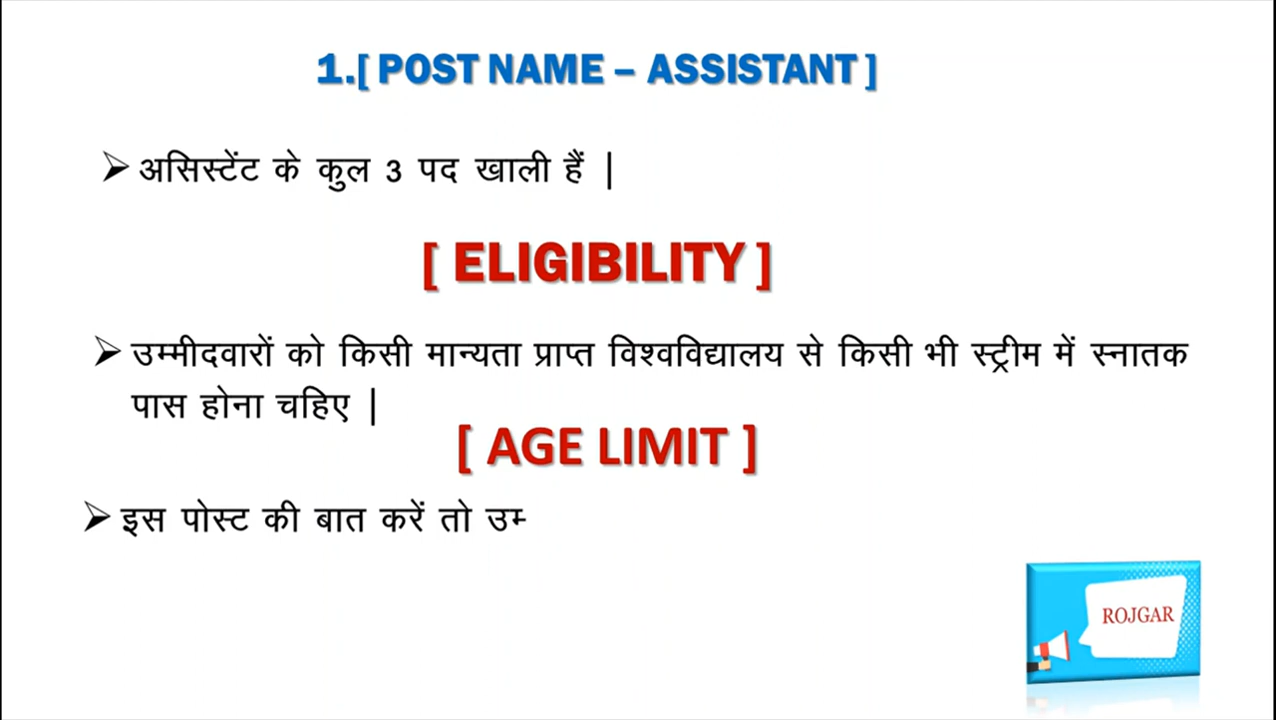 1.[ POST NAME – ASSISTANT ]
➢ असिस्टेंट के कुल 3 पद खाली हैं |
[ ELIGIBILITY ]
➢ उम्मीदवारों को किसी मान्यता प्राप्त विश्वविद्यालय से किसी भी स्ट्रीम में स्नातक
पास होना चहिए |
[ AGE LIMIT ]
➢ इस पोस्ट की बात करें तो
ROJGAR